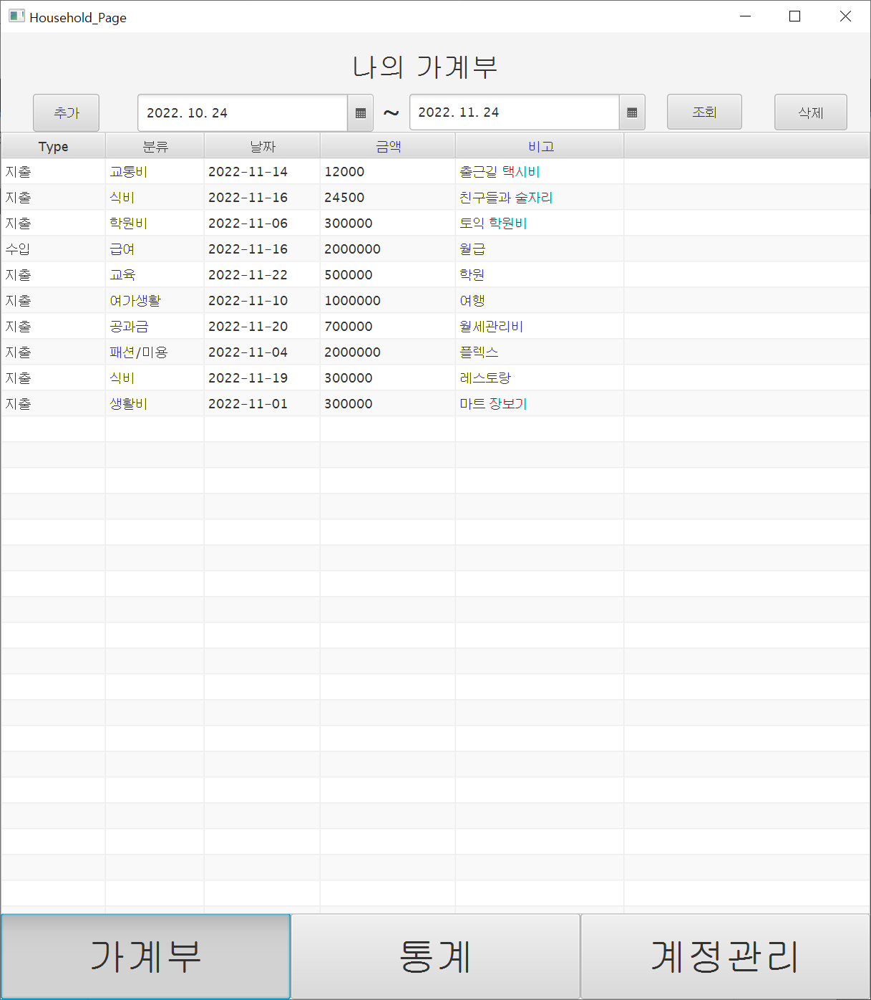 Household_Page
나의 가계부
추가 2022. 10. 24 ~ 2022. 11. 24 조회 삭제
Type 분류 날짜 금액 비고
지출 교통비 2022-11-14 12000 출근길 택시비
지출 식비 2022-11-16 24500 친구들과 술자리
지출 학원비 2022-11-06 300000 토익 학원비
수입 급여 2022-11-16 2000000 월급
지출 교육 2022-11-22 500000 학원
지출 여가생활 2022-11-10 1000000 여행
지출 공과금 2022-11-20 700000 월세관리비
지출 패션/미용 2022-11-04 2000000 플렉스
지출 식비 2022-11-19 300000 레스토랑
지출 생활비 2022-11-01 300000 마트 장보기
가계부 통계 계정관리